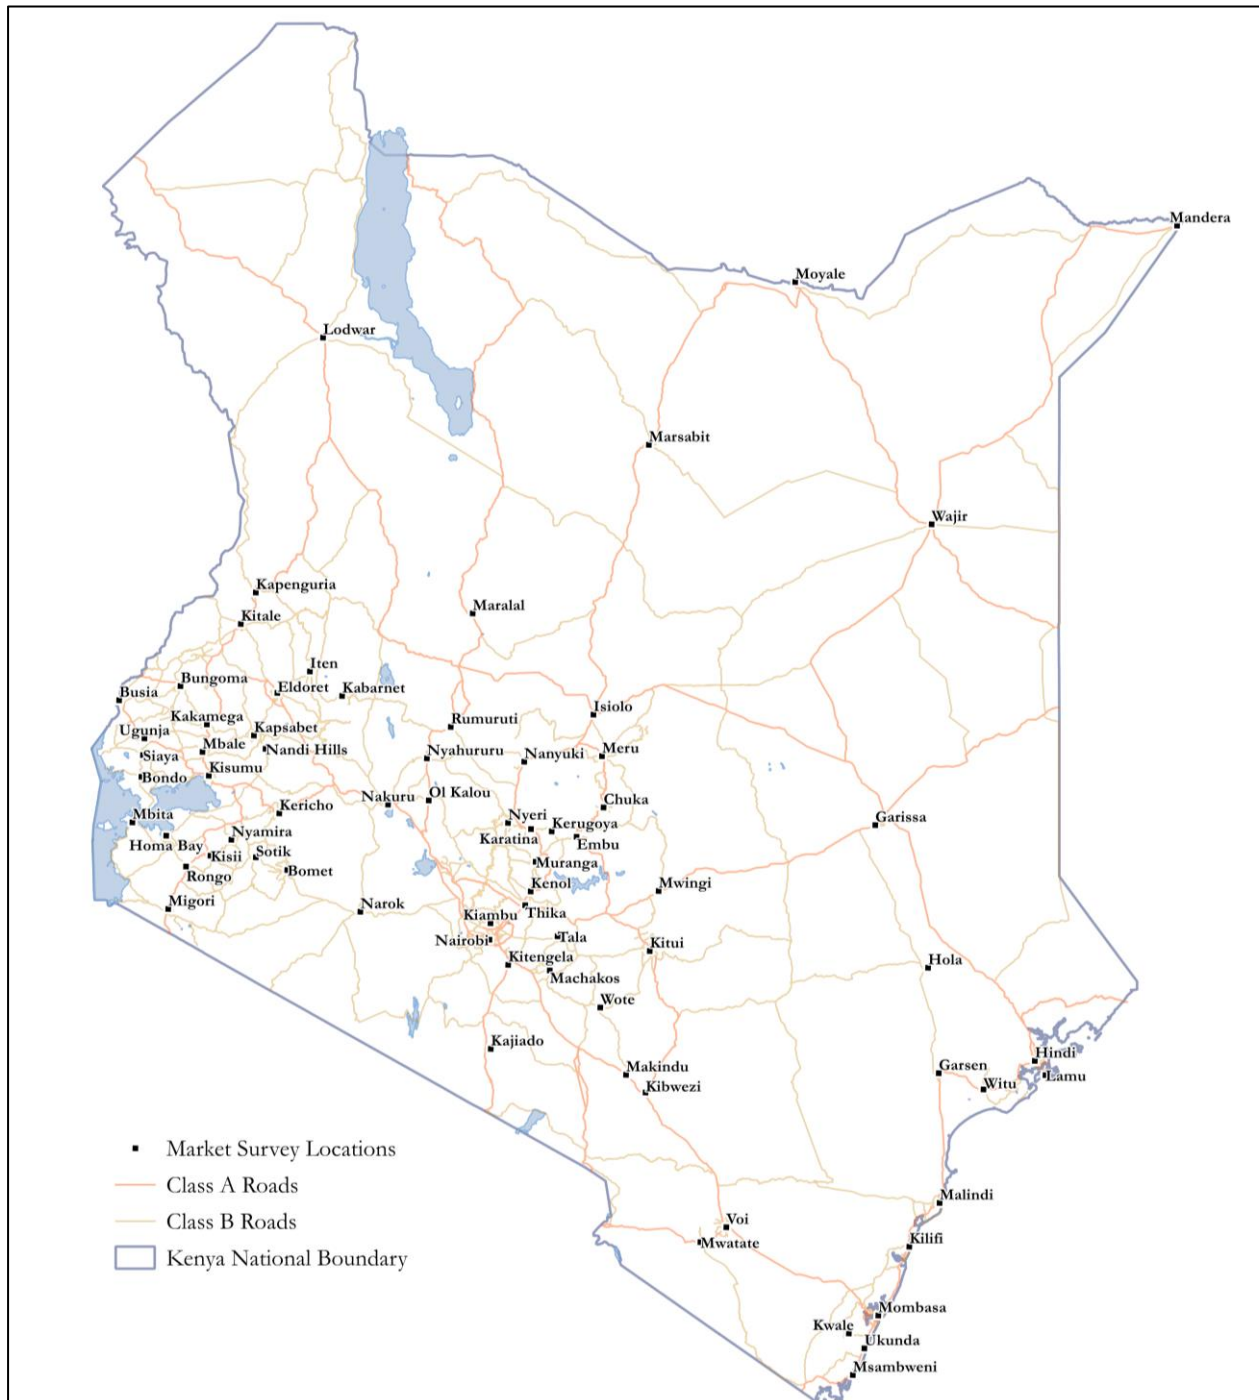 Mandera
Moyale
Lodwar
Marsabit
Wajir
Kapenguria
Maralal
Kitale
Iten
Bungoma
Eldoret
Kabarnet
Busia
Isiolo
Kakamega
Kapsabet
Rumuruti
Ugunja
Mbale
Nandi Hills
Nyahururu
Nanyuki
Meru
Siaya
Kisumu
Bondo
Nakuru
Ol Kalou
Kericho
Chuka
Mbita
Nyeri
Kerugoya
Garissa
Nyamira
Homa Bay
Karatina
Embu
Kisii
Sotik
Muranga
Bomet
Rongo
Kenol
Mwingi
Migori
Narok
Thika
Kiambu
Nairobi
Tala
Kitui
Kitengela
Hola
Machakos
Wote
Kajiado
Hindi
Makindu
Garsen
Lamu
Kibwezi
Witu
Market Survey Locations
Class A Roads
Malindi
Class B Roads
Voi
Mwatate
Kilifi
Kenya National Boundary
Mombasa
Kwale
Ukunda
Msambweni